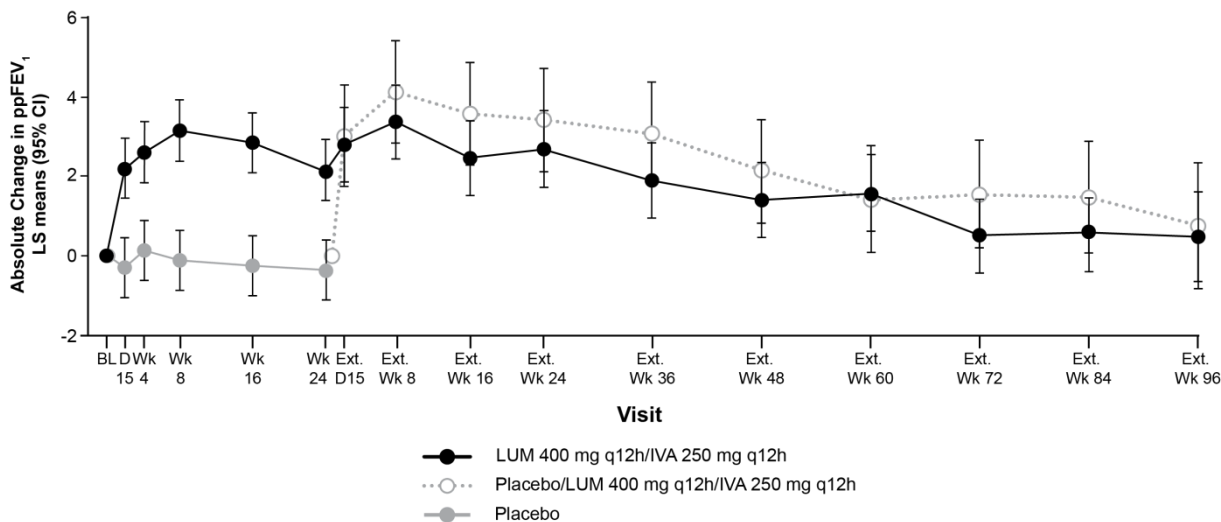 Absolute Change in ppFEV1
LS means (95% CI)
6
4
2
0
-2
BL D Wk Wk Wk Wk Ext. Ext. Ext. Ext. Ext. Ext. Ext. Ext. Ext. Ext.
15 4 8 16 24 D15 Wk 8 Wk 16 Wk 24 Wk 36 Wk 48 Wk 60 Wk 72 Wk 84 Wk 96
Visit
LUM 400 mg q12h/IVA 250 mg q12h
Placebo/LUM 400 mg q12h/IVA 250 mg q12h
Placebo